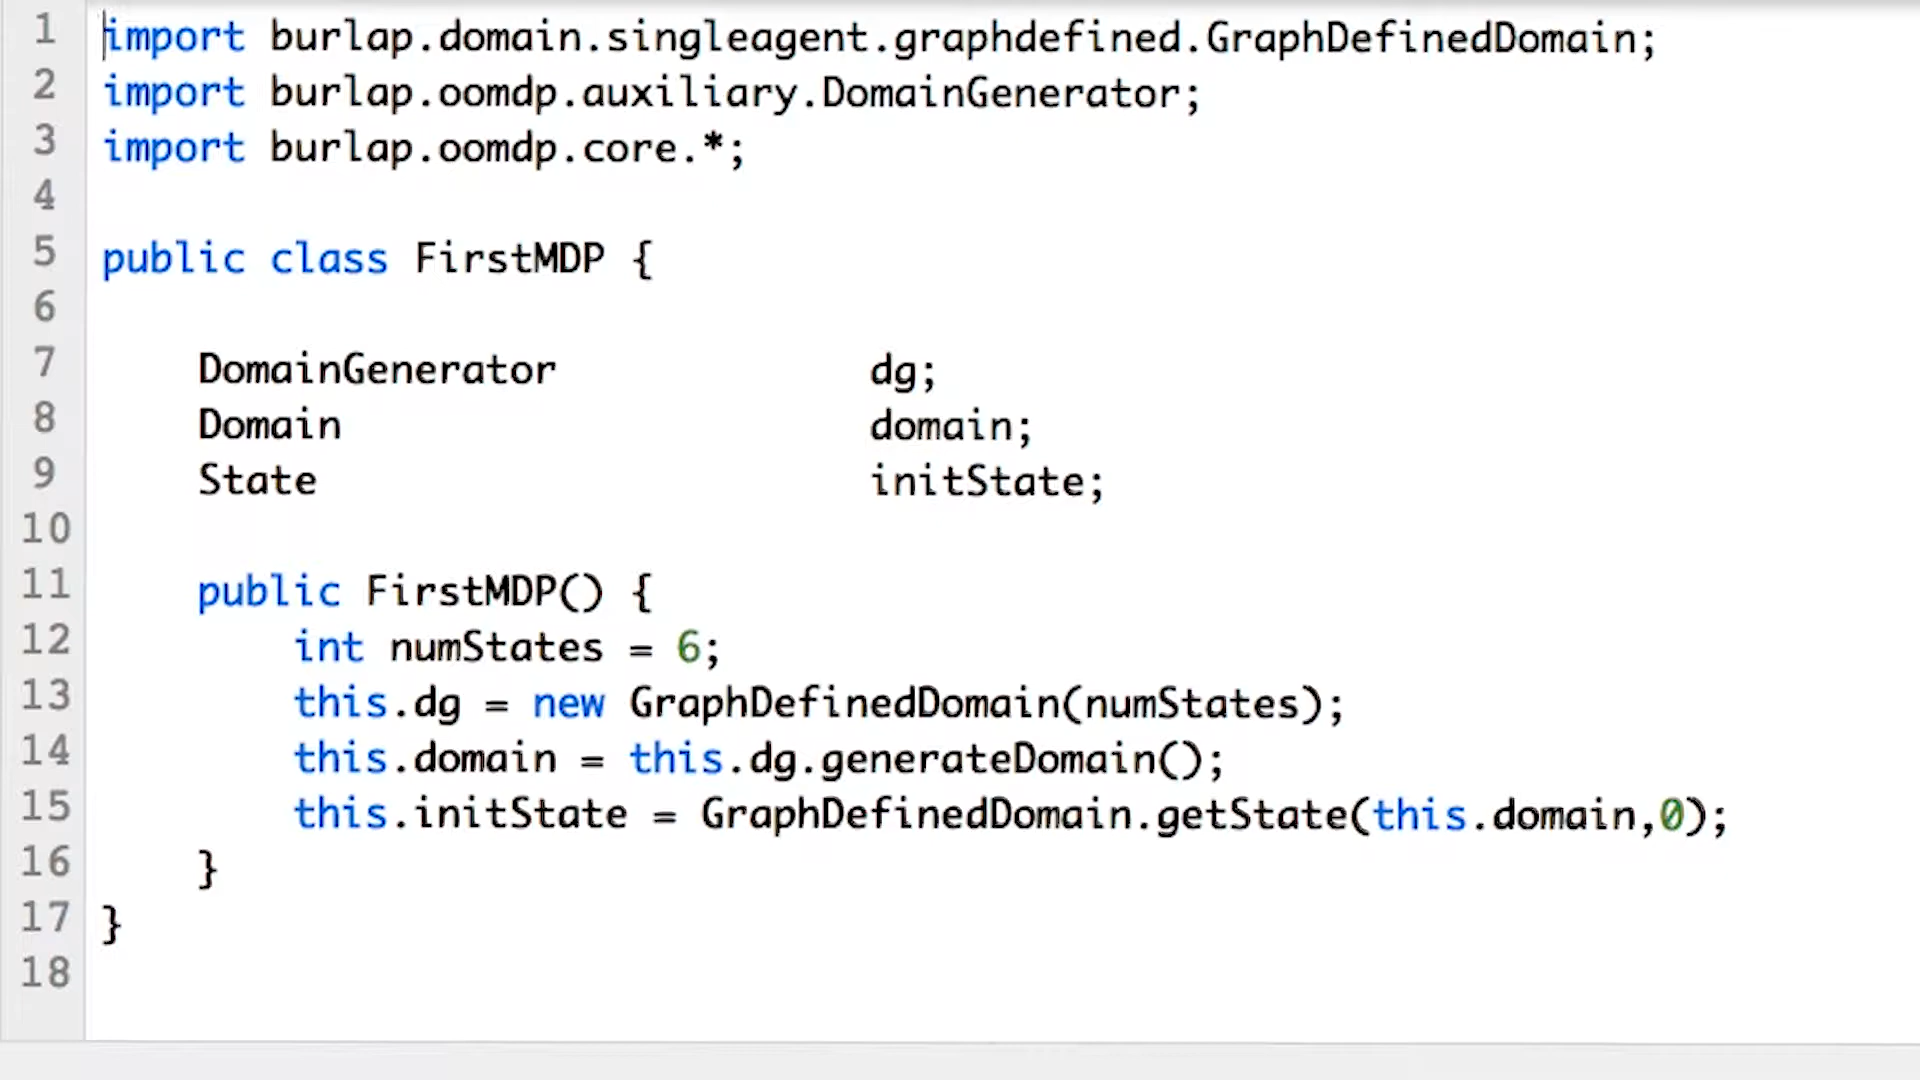 1 import burlap.domain.singleagent.graphdefined.GraphDefinedDomain;
2 import burlap.oomdp.auxiliary.DomainGenerator;
3 import burlap.oomdp.core.*;
4
5 public class FirstMDP {
6
7 DomainGenerator dg;
8 Domain domain;
9 State initState;
10
11 public FirstMDP() {
12 int numStates = 6;
13 this.dg = new GraphDefinedDomain(numStates);
14 this.domain = this.dg.generateDomain();
15 this.initState = GraphDefinedDomain.getState(this.domain,0);
16 }
17 }
18